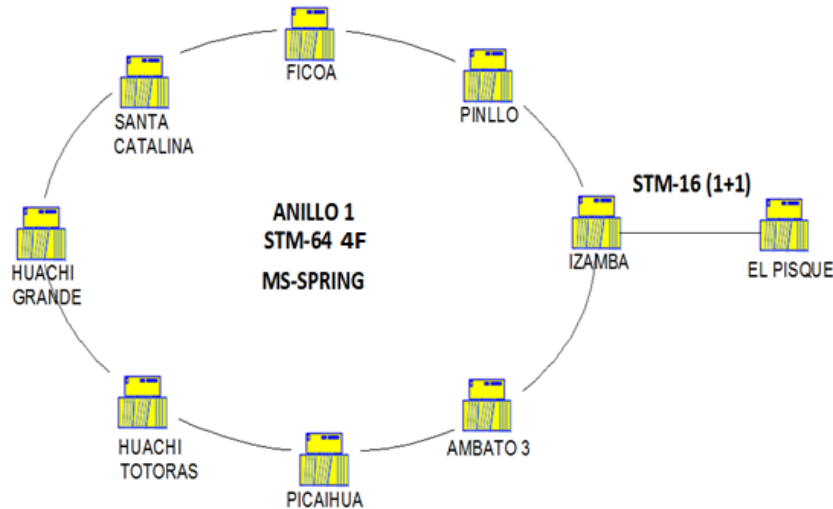 FICOA
SANTA
CATALINA
PINLLO
STM-16 (1+1)
ANILLO 1
STM-64 4F
MS-SPRING
HUACHI
GRANDE
IZAMBA
EL PISQUE
HUACHI
TOTORAS
AMBATO 3
PICAIHUA